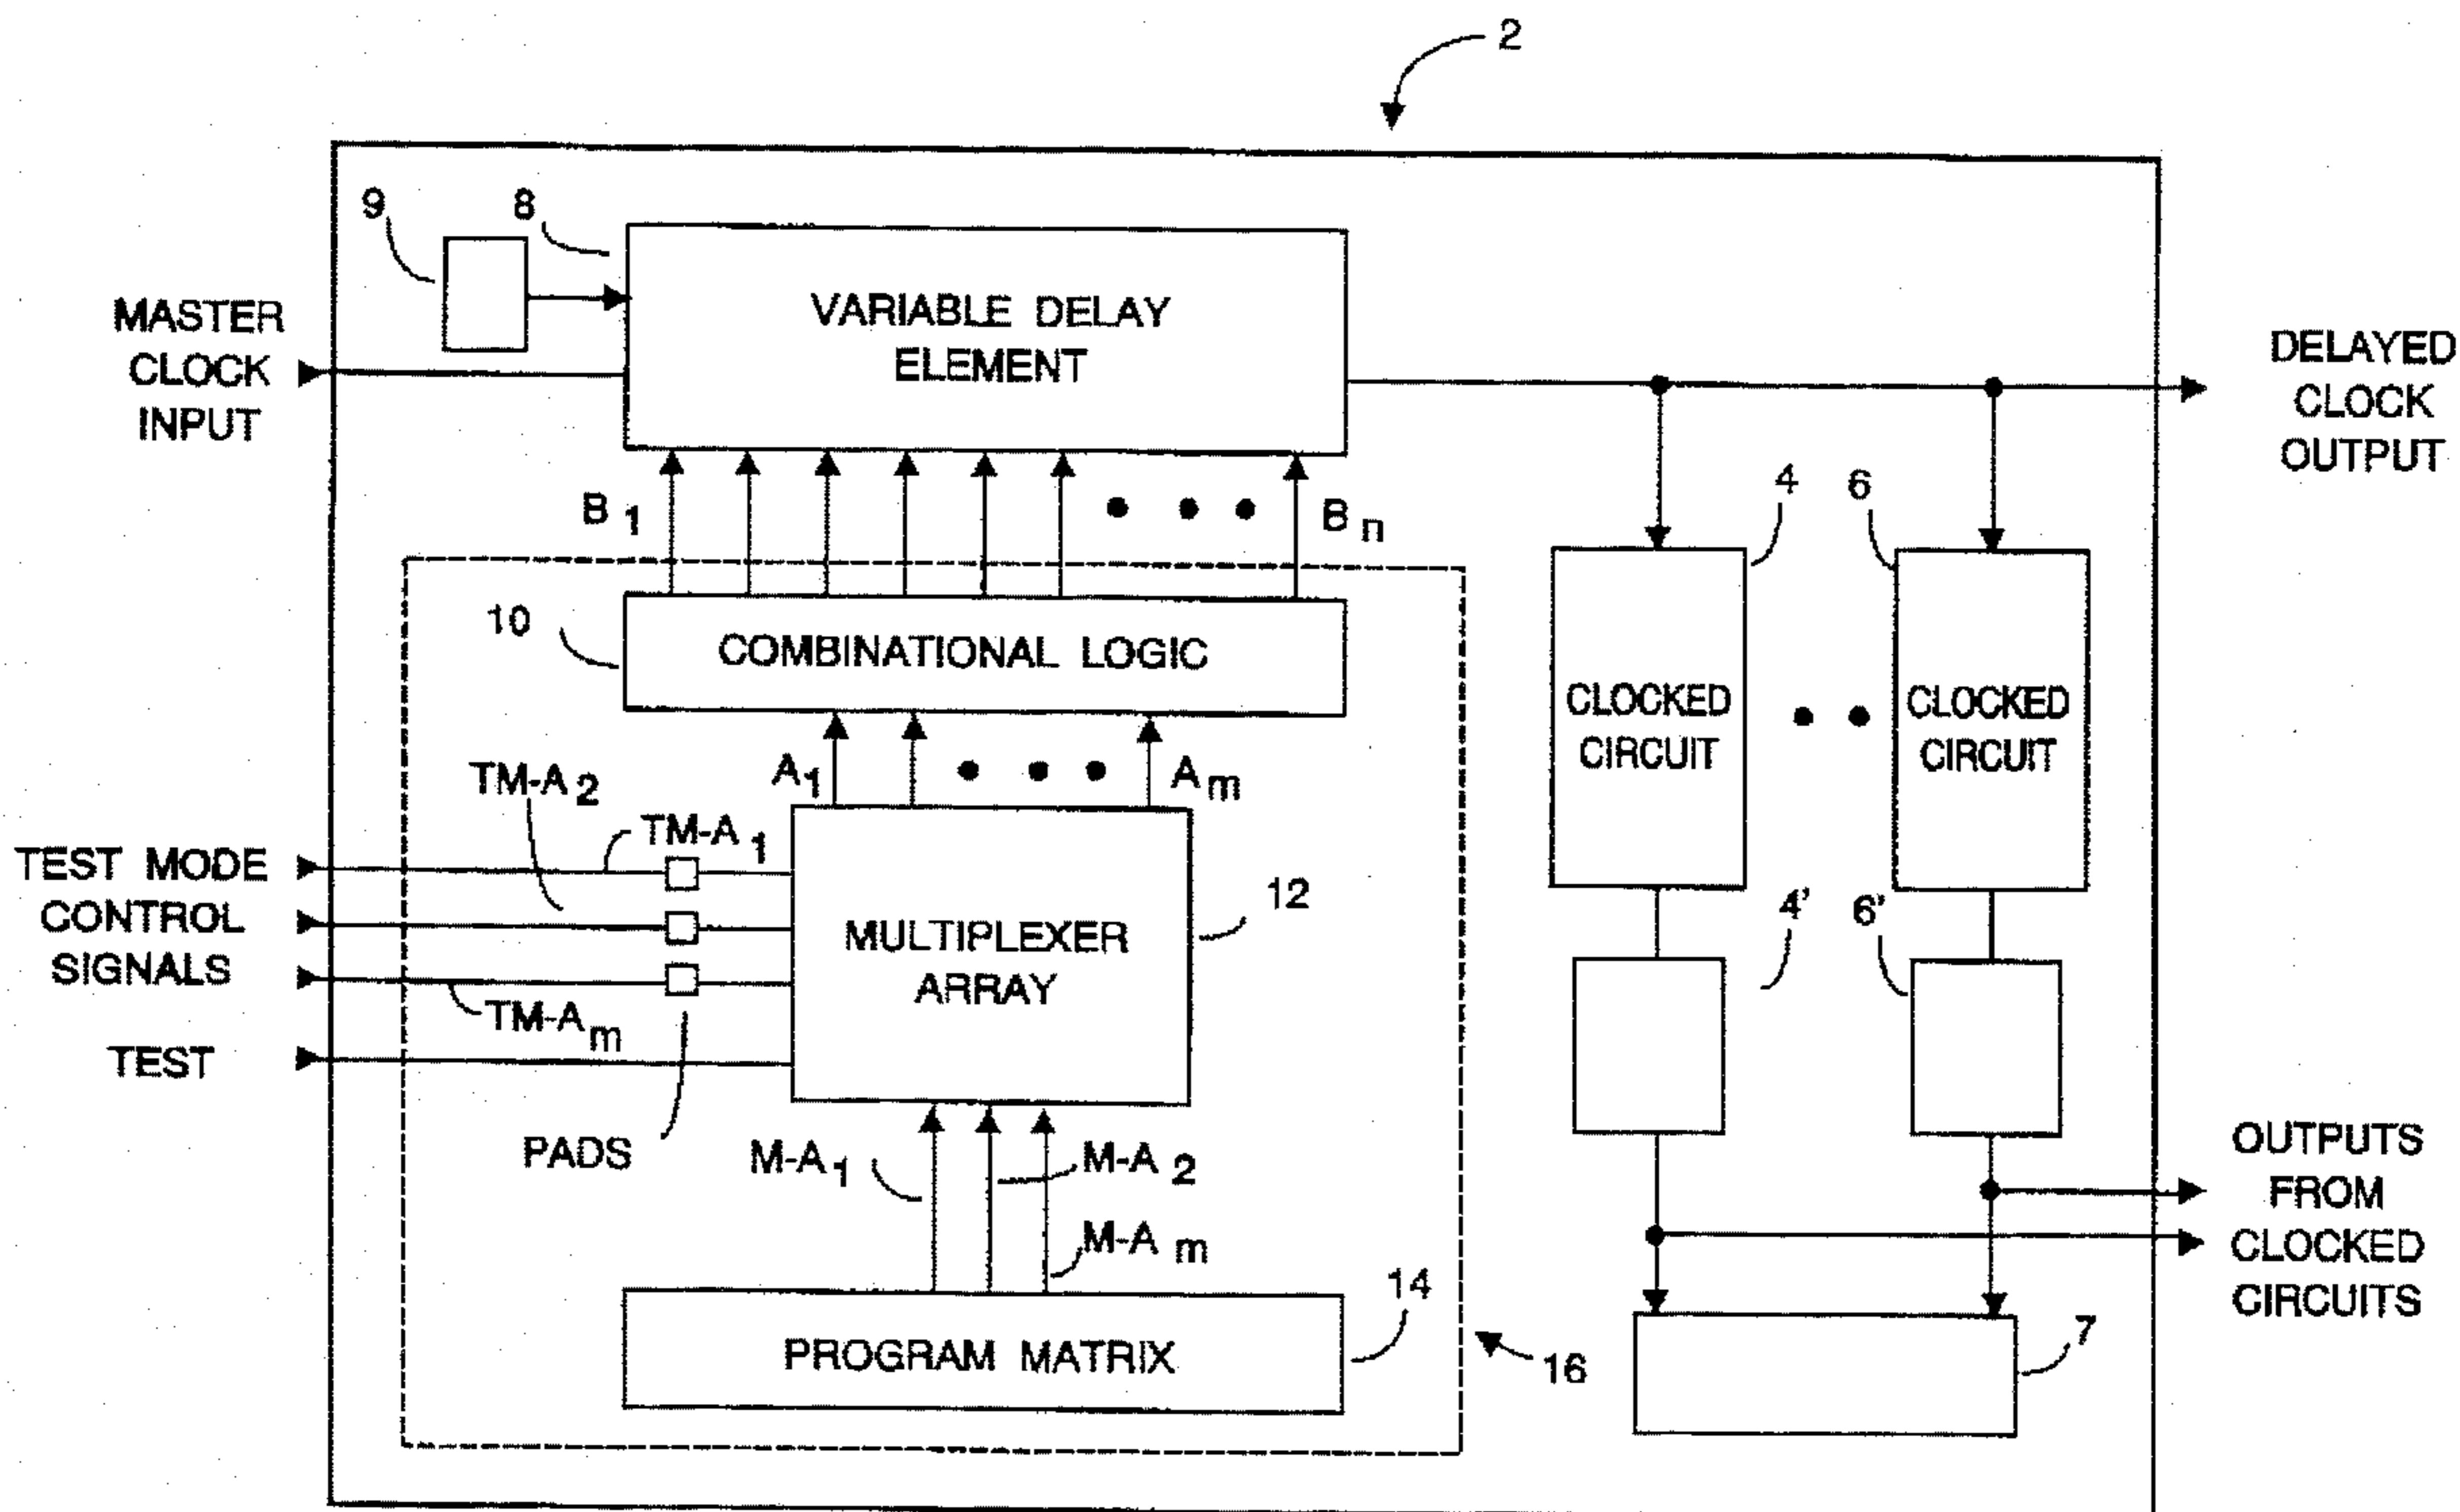 2
9
8
MASTER
CLOCK
INPUT
VARIABLE DELAY
ELEMENT
DELAYED
CLOCK
OUTPUT
B 1
B n
4
6
10
COMBINATIONAL LOGIC
CLOCKED
CIRCUIT
CLOCKED
CIRCUIT
A1
A m
TM-A 2
TM-A 1
TEST MODE
CONTROL
SIGNALS
12
MULTIPLEXER
ARRAY
4'
6'
TM-A m
TEST
PADS
M-A 1
M-A 2
M-A m
OUTPUTS
FROM
CLOCKED
CIRCUITS
14
PROGRAM MATRIX
16
7